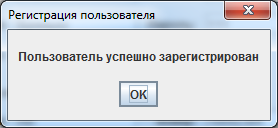 Регистрация пользователя
Пользователь успешно зарегистрирован
OK